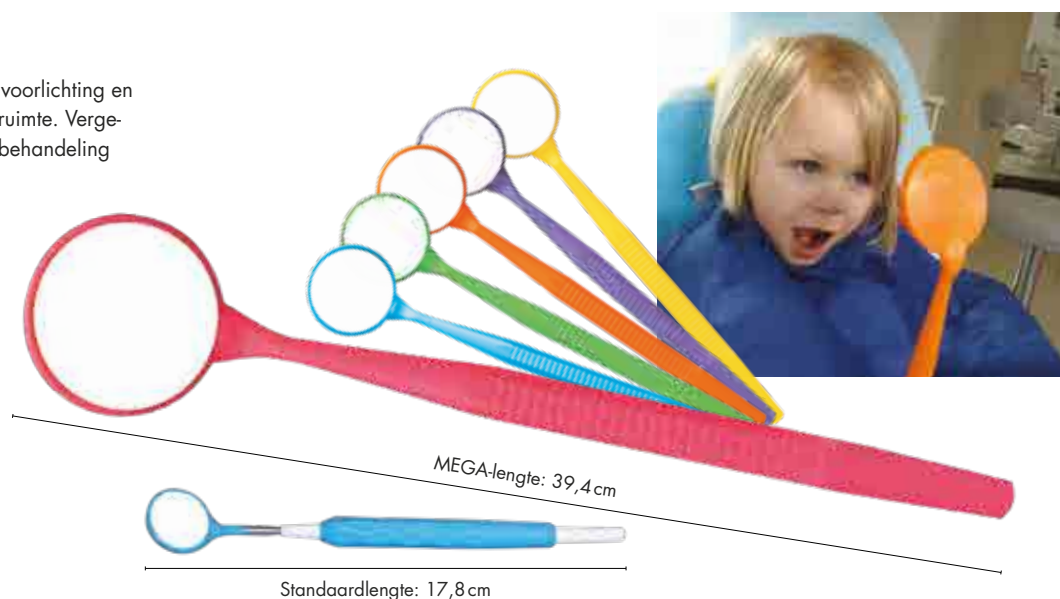 voorlichting en
ruimte. Verge-
behandeling
MEGA-lengte: 39,4 cm
Standaardlengte: 17,8 cm